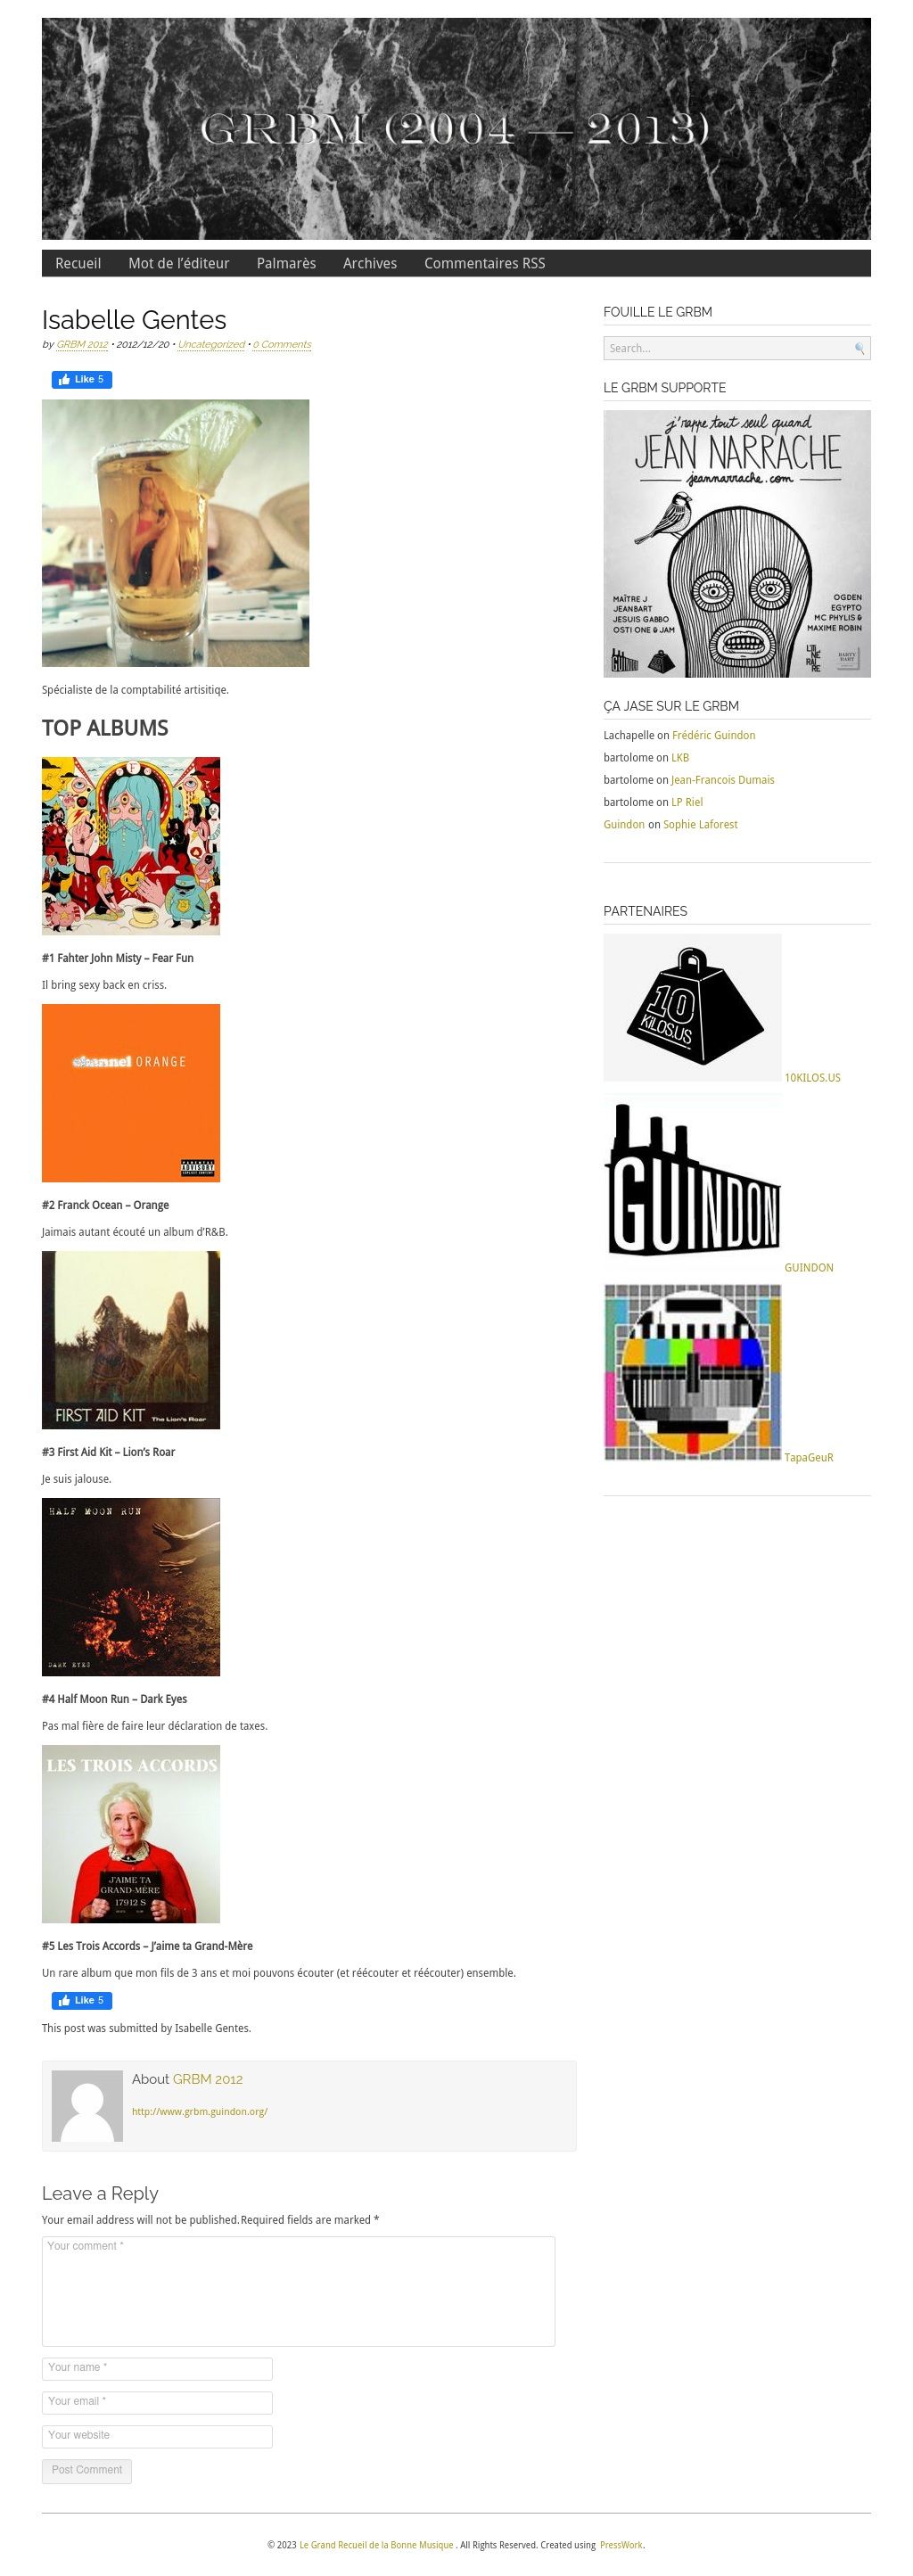 GRBM (2004 — 2013)
Recueil Mot de l'éditeur Palmarès Archives Commentaires RSS
Isabelle Gentes
by GRBM 2012 • 2012/12/20 • Uncategorized • 0 Comments
Like 5
Spécialiste de la comptabilité artisitiqe.
TOP ALBUMS
#1 Fahter John Misty – Fear Fun
Il bring sexy back en criss.
channel ORANGE
PARENTAL
ADVISORY
EXPLICIT CONTENT
#2 Franck Ocean – Orange
Jaimais autant écouté un album d'R&B.
FIRST AID KIT The Lion's Roar
#3 First Aid Kit – Lion's Roar
Je suis jalouse.
HALF MOON RUN
DARK EYES
#4 Half Moon Run – Dark Eyes
Pas mal fière de faire leur déclaration de taxes.
LES TROIS ACCORDS
J'AIME TA
GRAND-MÈRE
17912 S
#5 Les Trois Accords – J'aime ta Grand-Mère
Un rare album que mon fils de 3 ans et moi pouvons écouter (et réécouter et réécouter) ensemble.
Like 5
This post was submitted by Isabelle Gentes.
About GRBM 2012
http://www.grbm.guindon.org/
Leave a Reply
Your email address will not be published. Required fields are marked *
Your comment *
Your name *
Your email *
Your website
Post Comment
FOUILLE LE GRBM
Search...
LE GRBM SUPPORTE
j'rappe tout seul quand
JEAN NARRACHE
jeannarrache.com
MAÎTRE J
JEANBART
JESUIS GABBO
OSTI ONE & JAM
OGDEN
EGYPTO
MC PHYLIS &
MAXIME ROBIN
GUINDON
ÇA JASE SUR LE GRBM
Lachapelle on Frédéric Guindon
bartolome on LKB
bartolome on Jean-Francois Dumais
bartolome on LP Riel
Guindon on Sophie Laforest
PARTENAIRES
10
KILOS.US
10KILOS.US
GUINDON
GUINDON
TapaGeuR
© 2023 Le Grand Recueil de la Bonne Musique . All Rights Reserved. Created using PressWork.